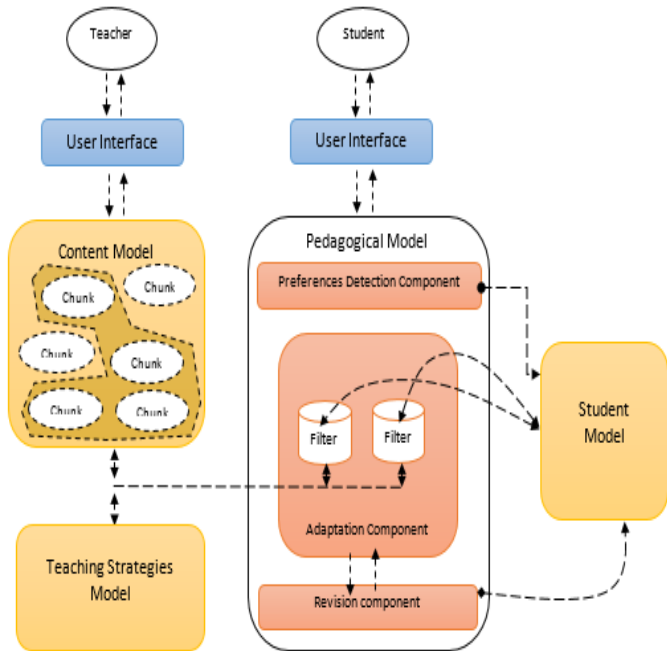 Teacher
Student
User Interface
User Interface
Content Model
Chunk
Chunk
Chunk
Chunk
Chunk
Chunk
Pedagogical Model
Preferences Detection Component
Filter
Filter
Adaptation Component
Revision component
Student
Model
Teaching Strategies
Model